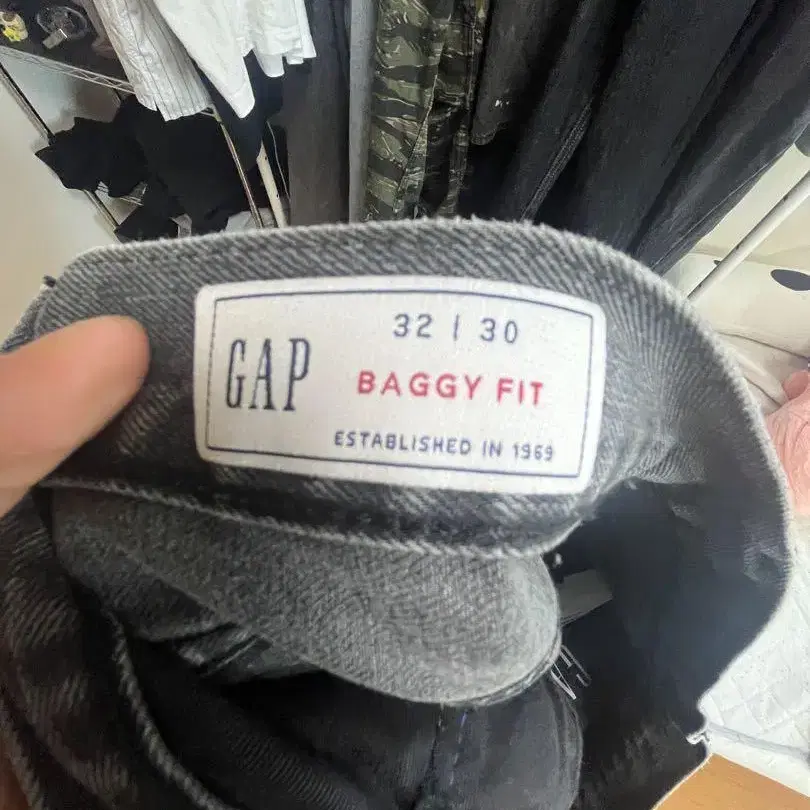 GAP
32 | 30
BAGGY FIT
ESTABLISHED IN 1969